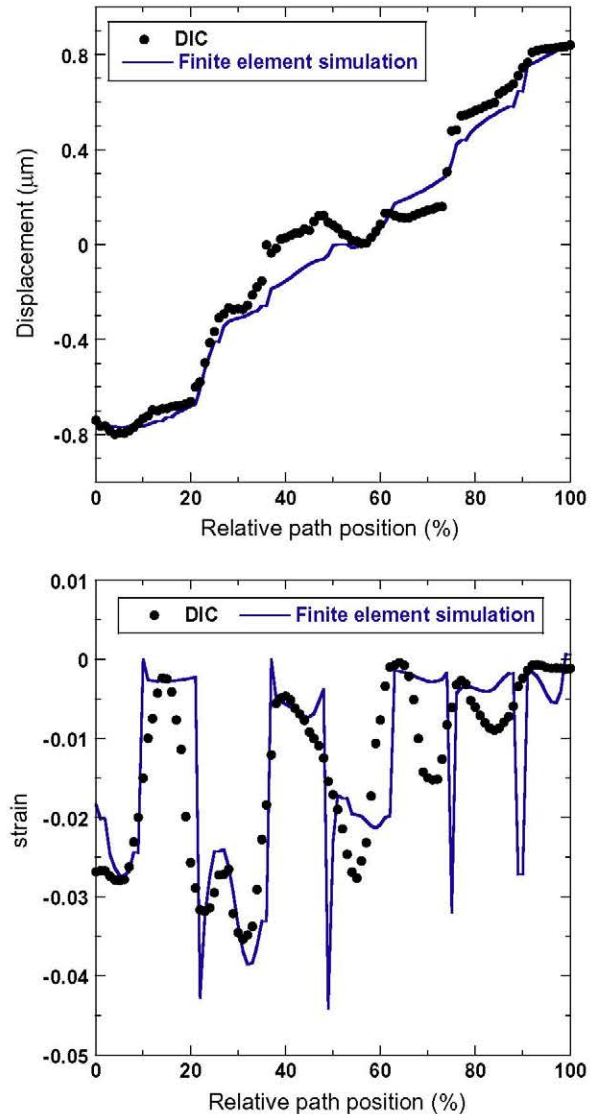 DIC
Finite element simulation
0.8
0.4
0
-0.4
-0.8
Displacement (μm)
0 20 40 60 80 100
Relative path position (%)
DIC Finite element simulation
0.01
0
-0.01
-0.02
-0.03
-0.04
-0.05
strain
0 20 40 60 80 100
Relative path position (%)